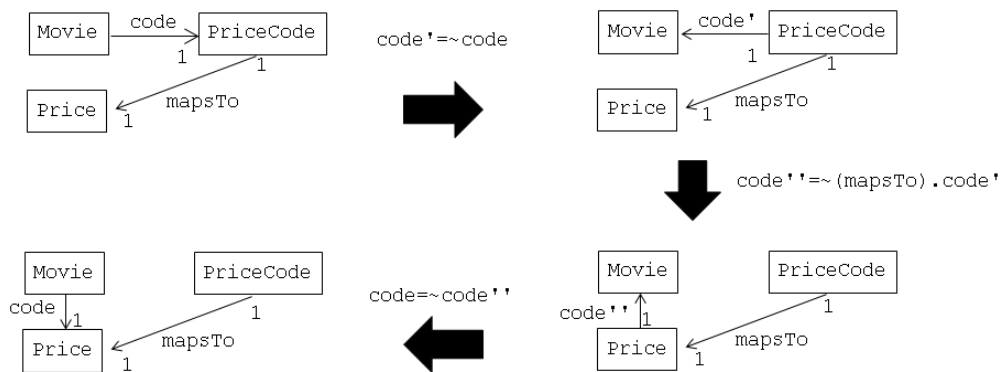 code
Movie
PriceCode
1
1
mapsTo
Price
1
code'=~code
code'
Movie
PriceCode
1
1
mapsTo
Price
1
code''=~(mapsTo).code'
Movie
PriceCode
code''
1
1
mapsTo
Price
1
code=~code''
Movie
PriceCode
code
1
1
mapsTo
Price
1